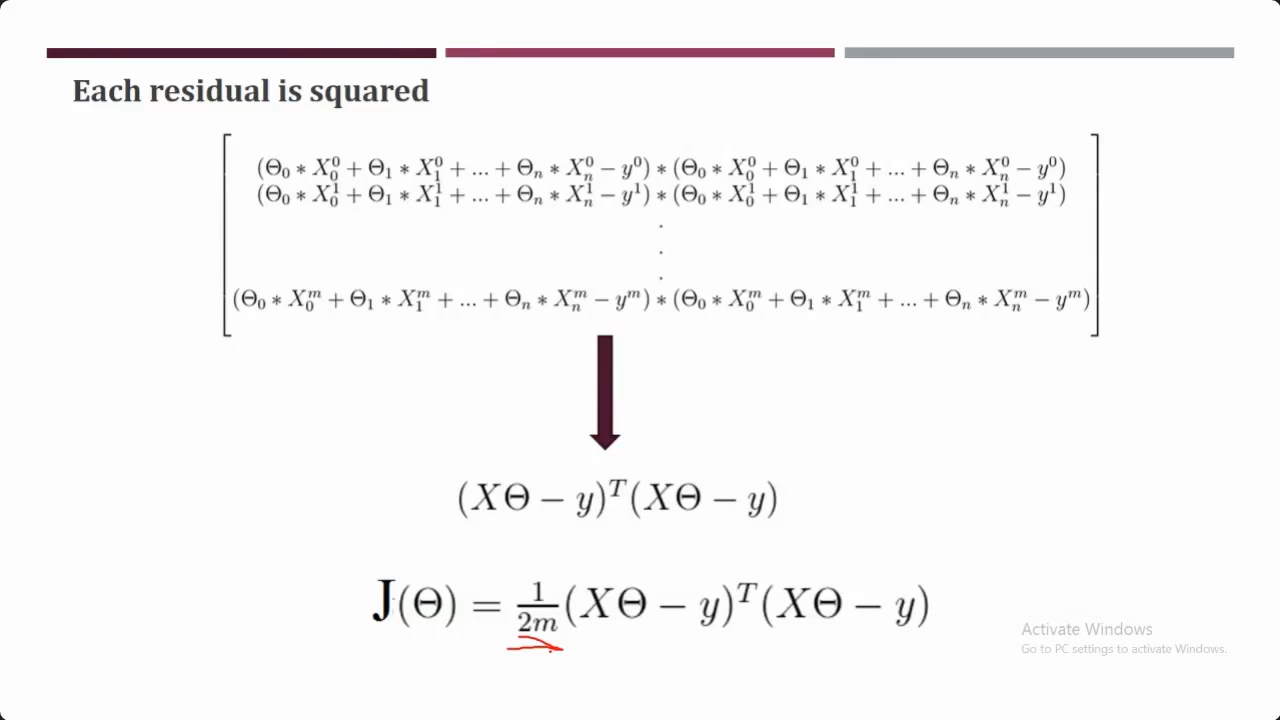 Each residual is squared
(Θ₀ * X₀⁰ + Θ₁ * X₁⁰ + ... + Θₙ * Xₙ⁰ − y⁰) * (Θ₀ * X₀⁰ + Θ₁ * X₁⁰ + ... + Θₙ * Xₙ⁰ − y⁰)
(Θ₀ * X₀¹ + Θ₁ * X₁¹ + ... + Θₙ * Xₙ¹ − y¹) * (Θ₀ * X₀¹ + Θ₁ * X₁¹ + ... + Θₙ * Xₙ¹ − y¹)
.
.
.
(Θ₀ * X₀ᵐ + Θ₁ * X₁ᵐ + ... + Θₙ * Xₙᵐ − yᵐ) * (Θ₀ * X₀ᵐ + Θ₁ * X₁ᵐ + ... + Θₙ * Xₙᵐ − yᵐ)
(XΘ − y)ᵀ(XΘ − y)
J(Θ) = 1/2m (XΘ − y)ᵀ(XΘ − y)
Activate Windows
Go to PC settings to activate Windows.